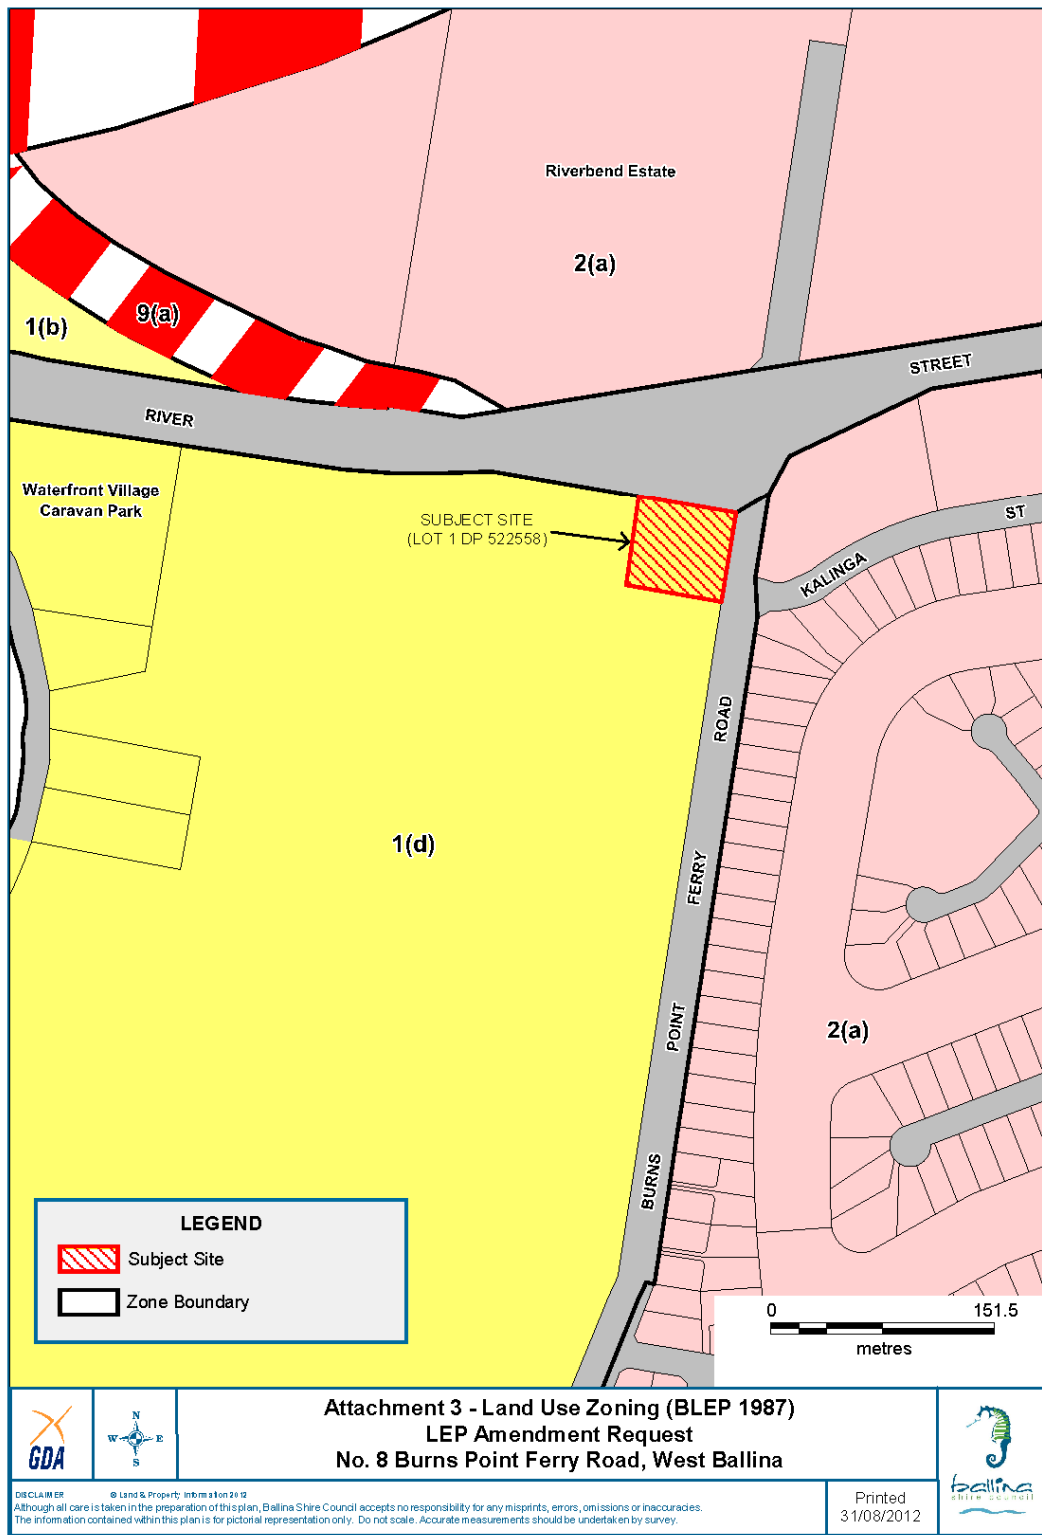 Riverbend Estate
2(a)
9(a)
1(b)
STREET
RIVER
Waterfront Village
Caravan Park
SUBJECT SITE
(LOT 1 DP 522558)
ST
KALINGA
ROAD
1(d)
FERRY
POINT
2(a)
BURNS
LEGEND
Subject Site
Zone Boundary
0 151.5
metres
GDA
N
W E
S
Attachment 3 - Land Use Zoning (BLEP 1987)
LEP Amendment Request
No. 8 Burns Point Ferry Road, West Ballina
ballina
shire council
DISCLAIMER © Land & Property Information 2012
Although all care is taken in the preparation of this plan, Ballina Shire Council accepts no responsibility for any misprints, errors, omissions or inaccuracies.
The information contained within this plan is for pictorial representation only. Do not scale. Accurate measurements should be undertaken by survey.
Printed
31/08/2012